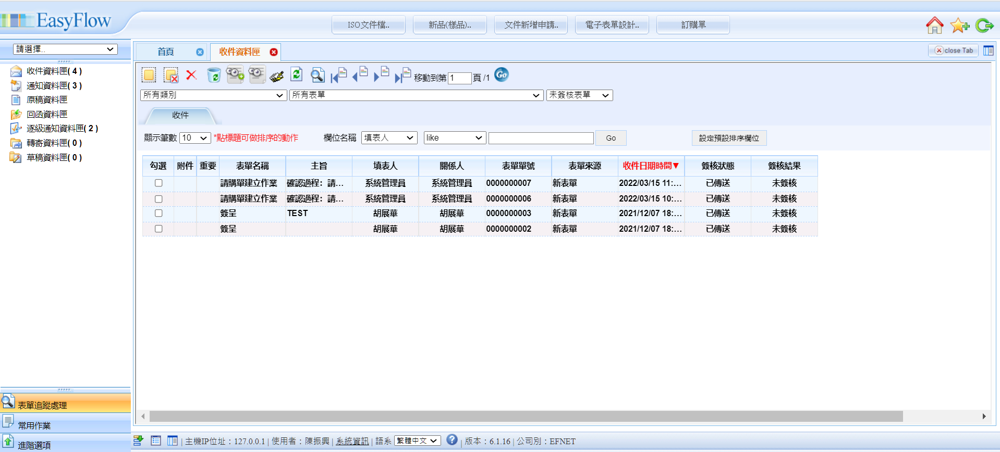 EasyFlow
ISO文件檔..
新品(樣品)..
文件新增申請..
電子表單設計..
訂購單
請選擇..
收件資料匣( 4 )
通知資料匣( 3 )
原稿資料匣
回函資料匣
逐級通知資料匣( 2 )
轉寄資料匣( 0 )
草稿資料匣( 0 )
表單追蹤處理
常用作業
進階選項
首頁
收件資料匣
close Tab
移動到第 1 頁 /1 Go
所有類別 所有表單 未簽核表單
收件
顯示筆數 10 *點標題可做排序的動作 欄位名稱 填表人 like Go 設定預設排序欄位
勾選 附件 重要 表單名稱 主旨 填表人 關係人 表單單號 表單來源 收件日期時間▼ 簽核狀態 簽核結果
請購單建立作業 確認過程：請... 系統管理員 系統管理員 0000000007 新表單 2022/03/15 11:... 已傳送 未簽核
請購單建立作業 確認過程：請... 系統管理員 系統管理員 0000000006 新表單 2022/03/15 10:... 已傳送 未簽核
簽呈 TEST 胡展華 胡展華 0000000003 新表單 2021/12/07 18:... 已傳送 未簽核
簽呈 胡展華 胡展華 0000000002 新表單 2021/12/07 18:... 已傳送 未簽核
| 主機IP位址：127.0.0.1 | 使用者：陳振興 | 系統資訊 | 語系 繁體中文 | 版本：6.1.16 | 公司別：EFNET